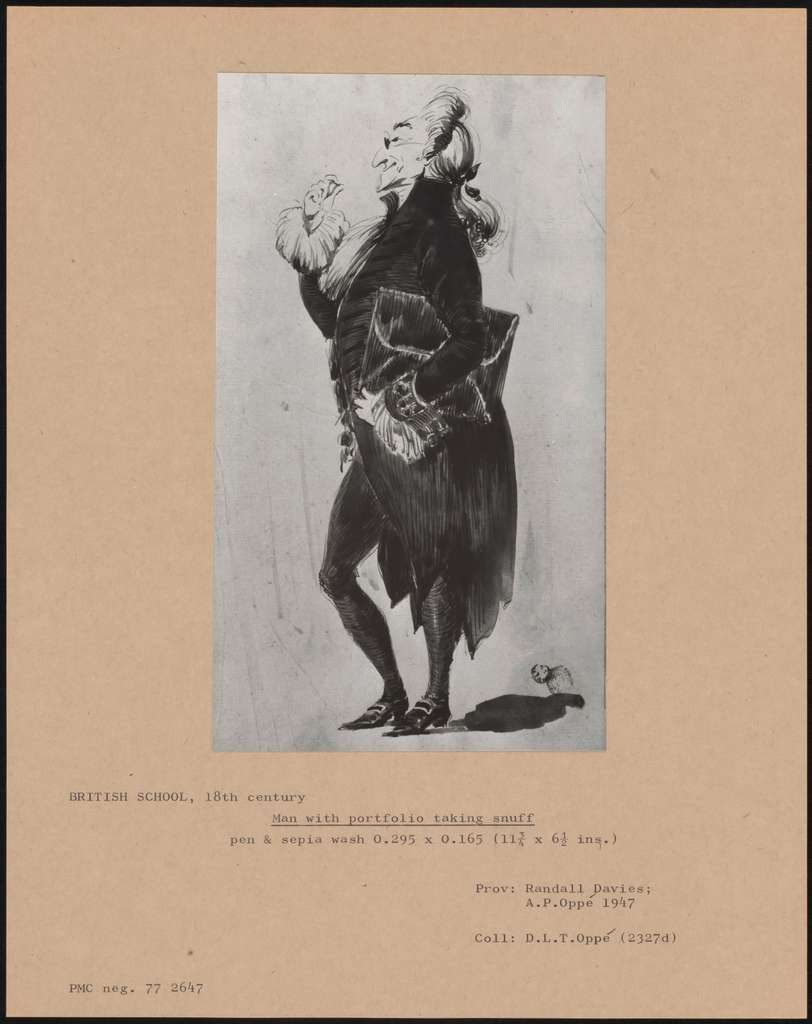 BRITISH SCHOOL, 18th century
Man with portfolio taking snuff
pen & sepia wash 0.295 x 0.165 (11¾ x 6½ ins.)
Prov: Randall Davies;
A.P.Oppé 1947
Coll: D.L.T.Oppé (2327d)
PMC neg. 77 2647